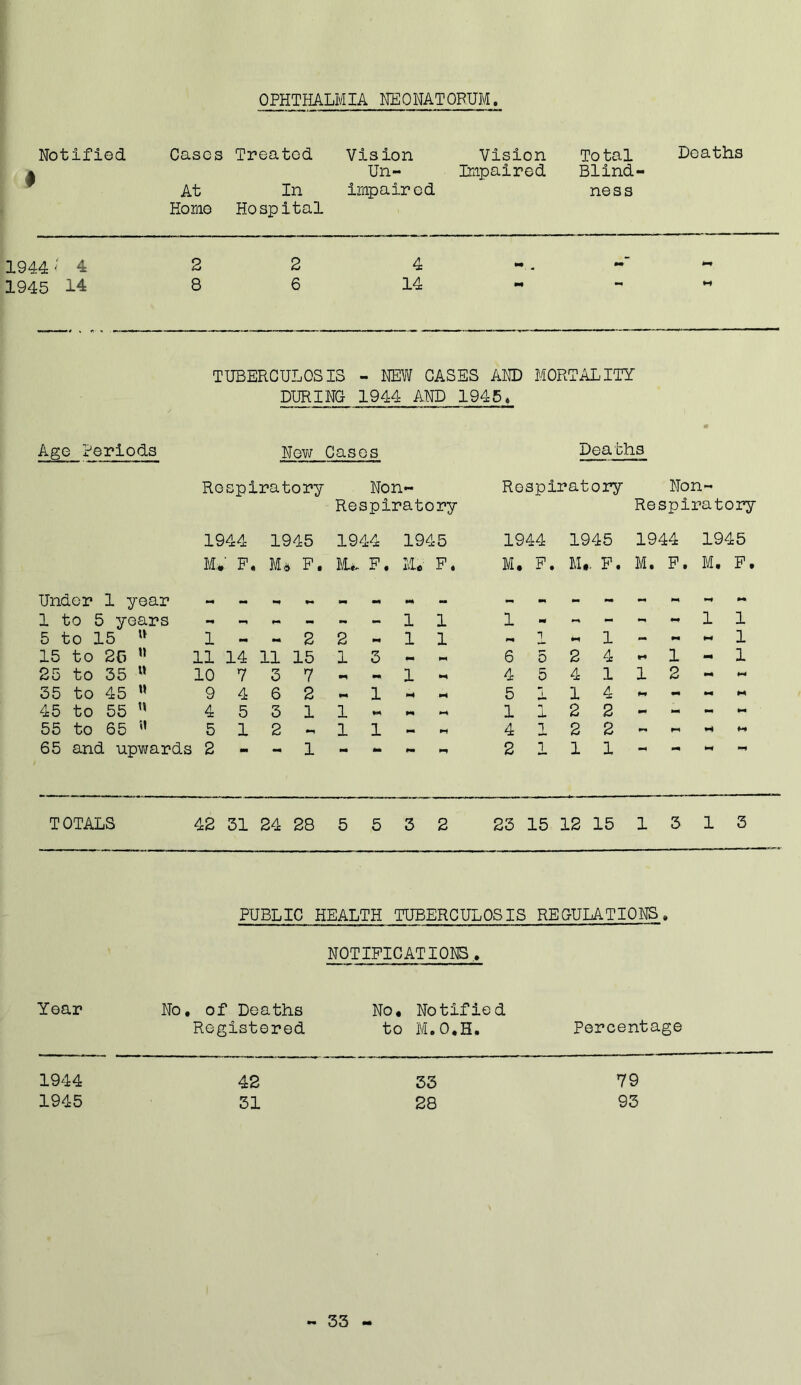 OPHTHALMIA NEONATORUM.
Notified Cases Treated Vision Vision Total Deaths
Un- Impaired Blind-
At In impaired ness
Home Hospital
1944 4 2 2 4 - - -
1945 14 8 6 14 - - -
TUBERCULOSIS - NEW CASES AND MORTALITY
DURING 1944 AND 1945.
Age Periods New Cases Deaths
Respiratory Non- Respiratory Non-
Respiratory Respiratory
1944 1945 1944 1945 1944 1945 1944 1945
M. F. M. F. M. F. M. F. M. F. M. F. M. F. M. F.
Under 1 year - - - - - - - - - - - - - - - -
1 to 5 years - - - - - - 1 1 1 - - - - - 1 1
5 to 15 " 1 - - 2 2 - 1 1 - 1 - 1 - - - 1
15 to 25 " 11 14 11 15 1 3 - - 6 5 2 4 - 1 - 1
25 to 35 " 10 7 3 7 - - 1 - 4 5 4 1 1 2 - -
35 to 45 " 9 4 6 2 - 1 - - 5 1 1 4 - - - -
45 to 55 " 4 5 3 1 1 - - - 1 1 2 2 - - - -
55 to 65 " 5 1 2 - 1 1 - - 4 1 2 2 - - - -
65 and upwards 2 - - 1 - - - - 2 1 1 1 - - - -
TOTALS 42 31 24 28 5 5 3 2 23 15 12 15 1 3 1 3
PUBLIC HEALTH TUBERCULOSIS REGULATIONS.
NOTIFICATIONS.
Year No. of Deaths No. Notified
Registered to M.O.H. Percentage
1944 42 33 79
1945 31 28 93
- 33 -